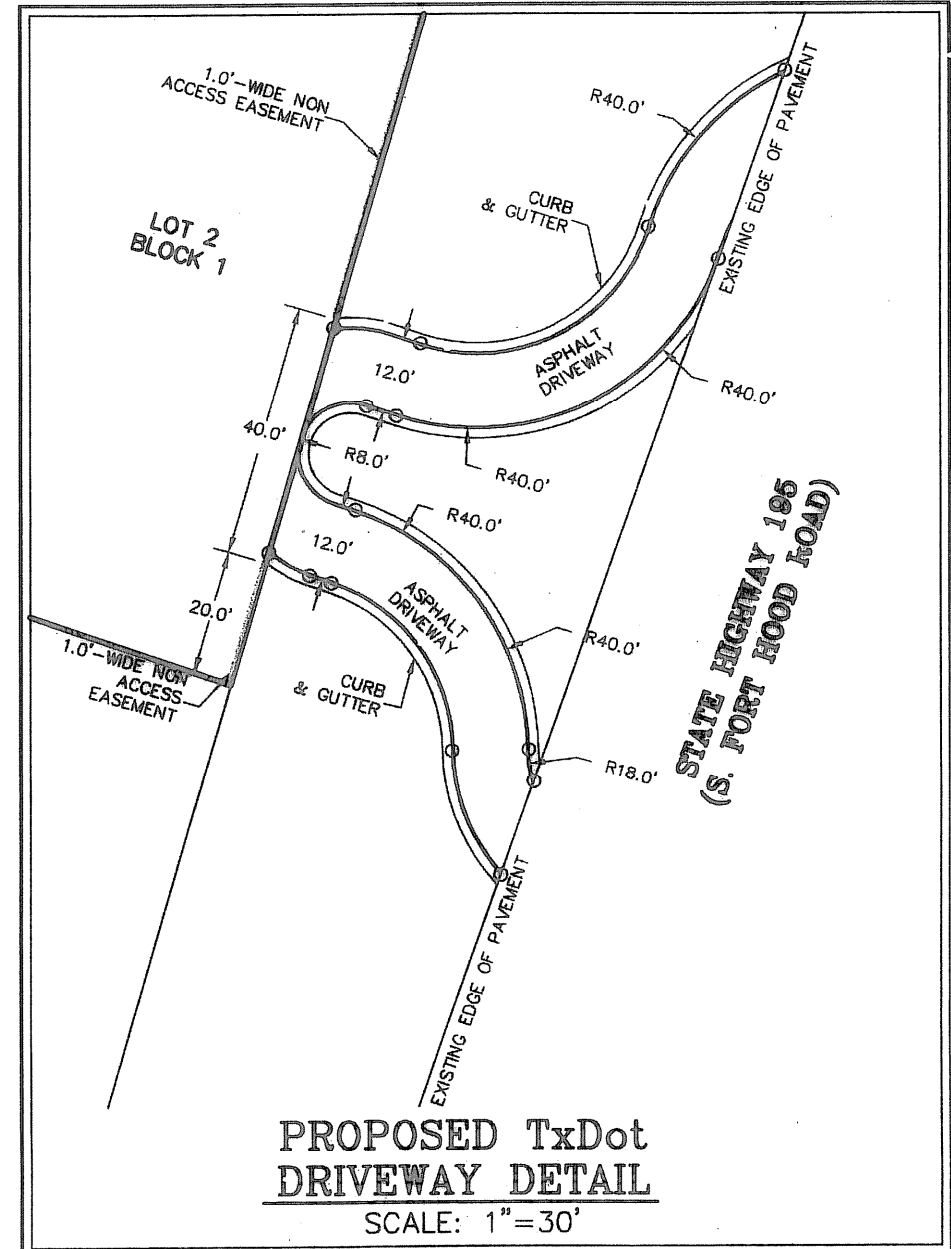 1.0'-WIDE NON
ACCESS EASEMENT
R40.0'
EXISTING EDGE OF PAVEMENT
CURB
& GUTTER
LOT 2
BLOCK 1
ASPHALT
DRIVEWAY
12.0'
R40.0'
40.0'
R8.0'
R40.0'
R40.0'
12.0'
STATE HIGHWAY 195
(S. FORT HOOD ROAD)
20.0'
ASPHALT
DRIVEWAY
R40.0'
1.0'-WIDE NON
ACCESS
EASEMENT
CURB
& GUTTER
R18.0'
EXISTING EDGE OF PAVEMENT
PROPOSED TxDot
DRIVEWAY DETAIL
SCALE: 1"=30'